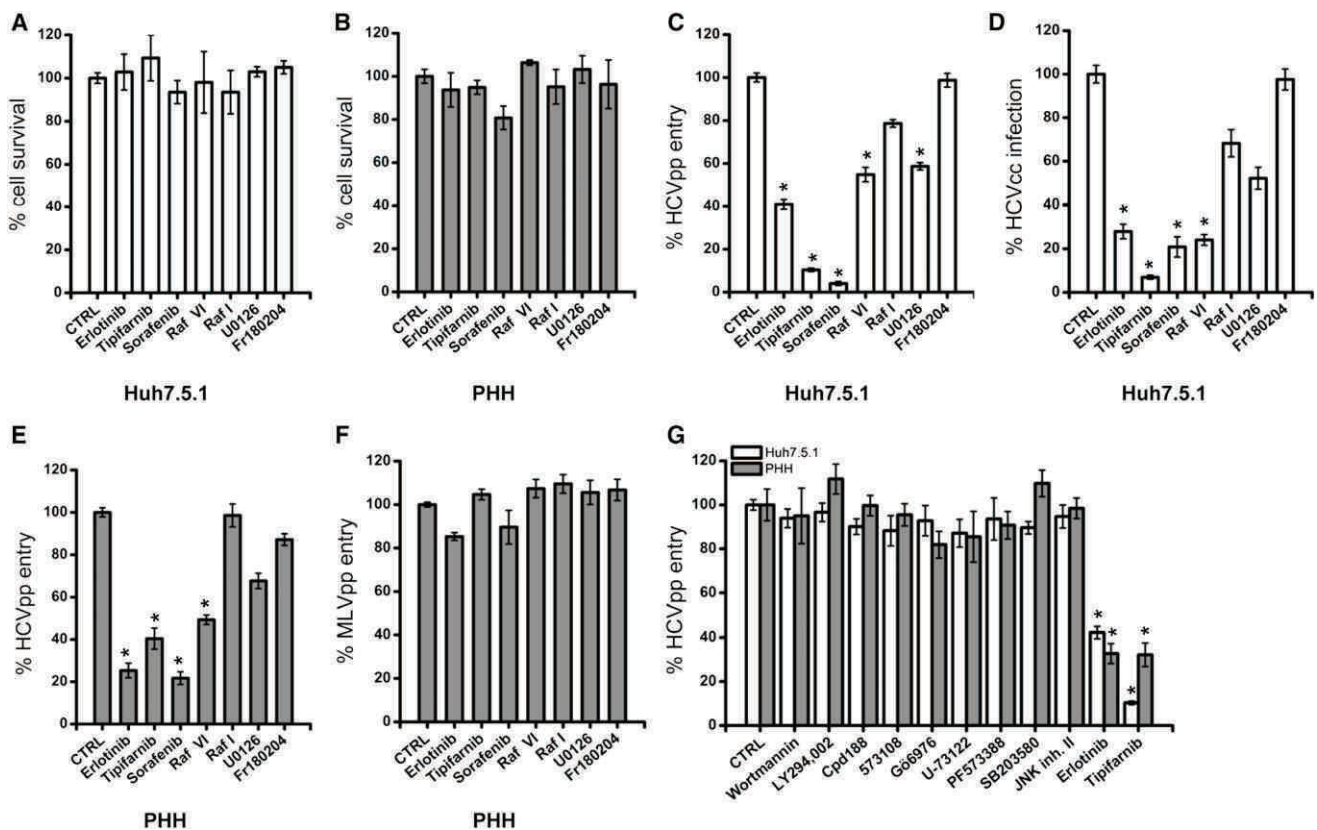 A
% cell survival
120
100
80
60
40
20
0
CTRL
Erlotinib
Tipifarnib
Sorafenib
Raf VI
Raf I
U0126
Fr180204
Huh7.5.1
B
% cell survival
120
100
80
60
40
20
0
CTRL
Erlotinib
Tipifarnib
Sorafenib
Raf VI
Raf I
U0126
Fr180204
PHH
C
% HCVpp entry
120
100
80
60
40
20
0
* * * * *
CTRL
Erlotinib
Tipifarnib
Sorafenib
Raf VI
Raf I
U0126
Fr180204
Huh7.5.1
D
% HCVcc infection
120
100
80
60
40
20
0
* * * *
CTRL
Erlotinib
Tipifarnib
Sorafenib
Raf VI
Raf I
U0126
Fr180204
Huh7.5.1
E
% HCVpp entry
120
100
80
60
40
20
0
* * * *
CTRL
Erlotinib
Tipifarnib
Sorafenib
Raf VI
Raf I
U0126
Fr180204
PHH
F
% MLVpp entry
120
100
80
60
40
20
0
CTRL
Erlotinib
Tipifarnib
Sorafenib
Raf VI
Raf I
U0126
Fr180204
PHH
G
Huh7.5.1
PHH
% HCVpp entry
120
100
80
60
40
20
0
* * * *
CTRL
Wortmannin
LY294,002
Cpd188
573108
Gö6976
U-73122
PF573388
SB203580
JNK inh. II
Erlotinib
Tipifarnib